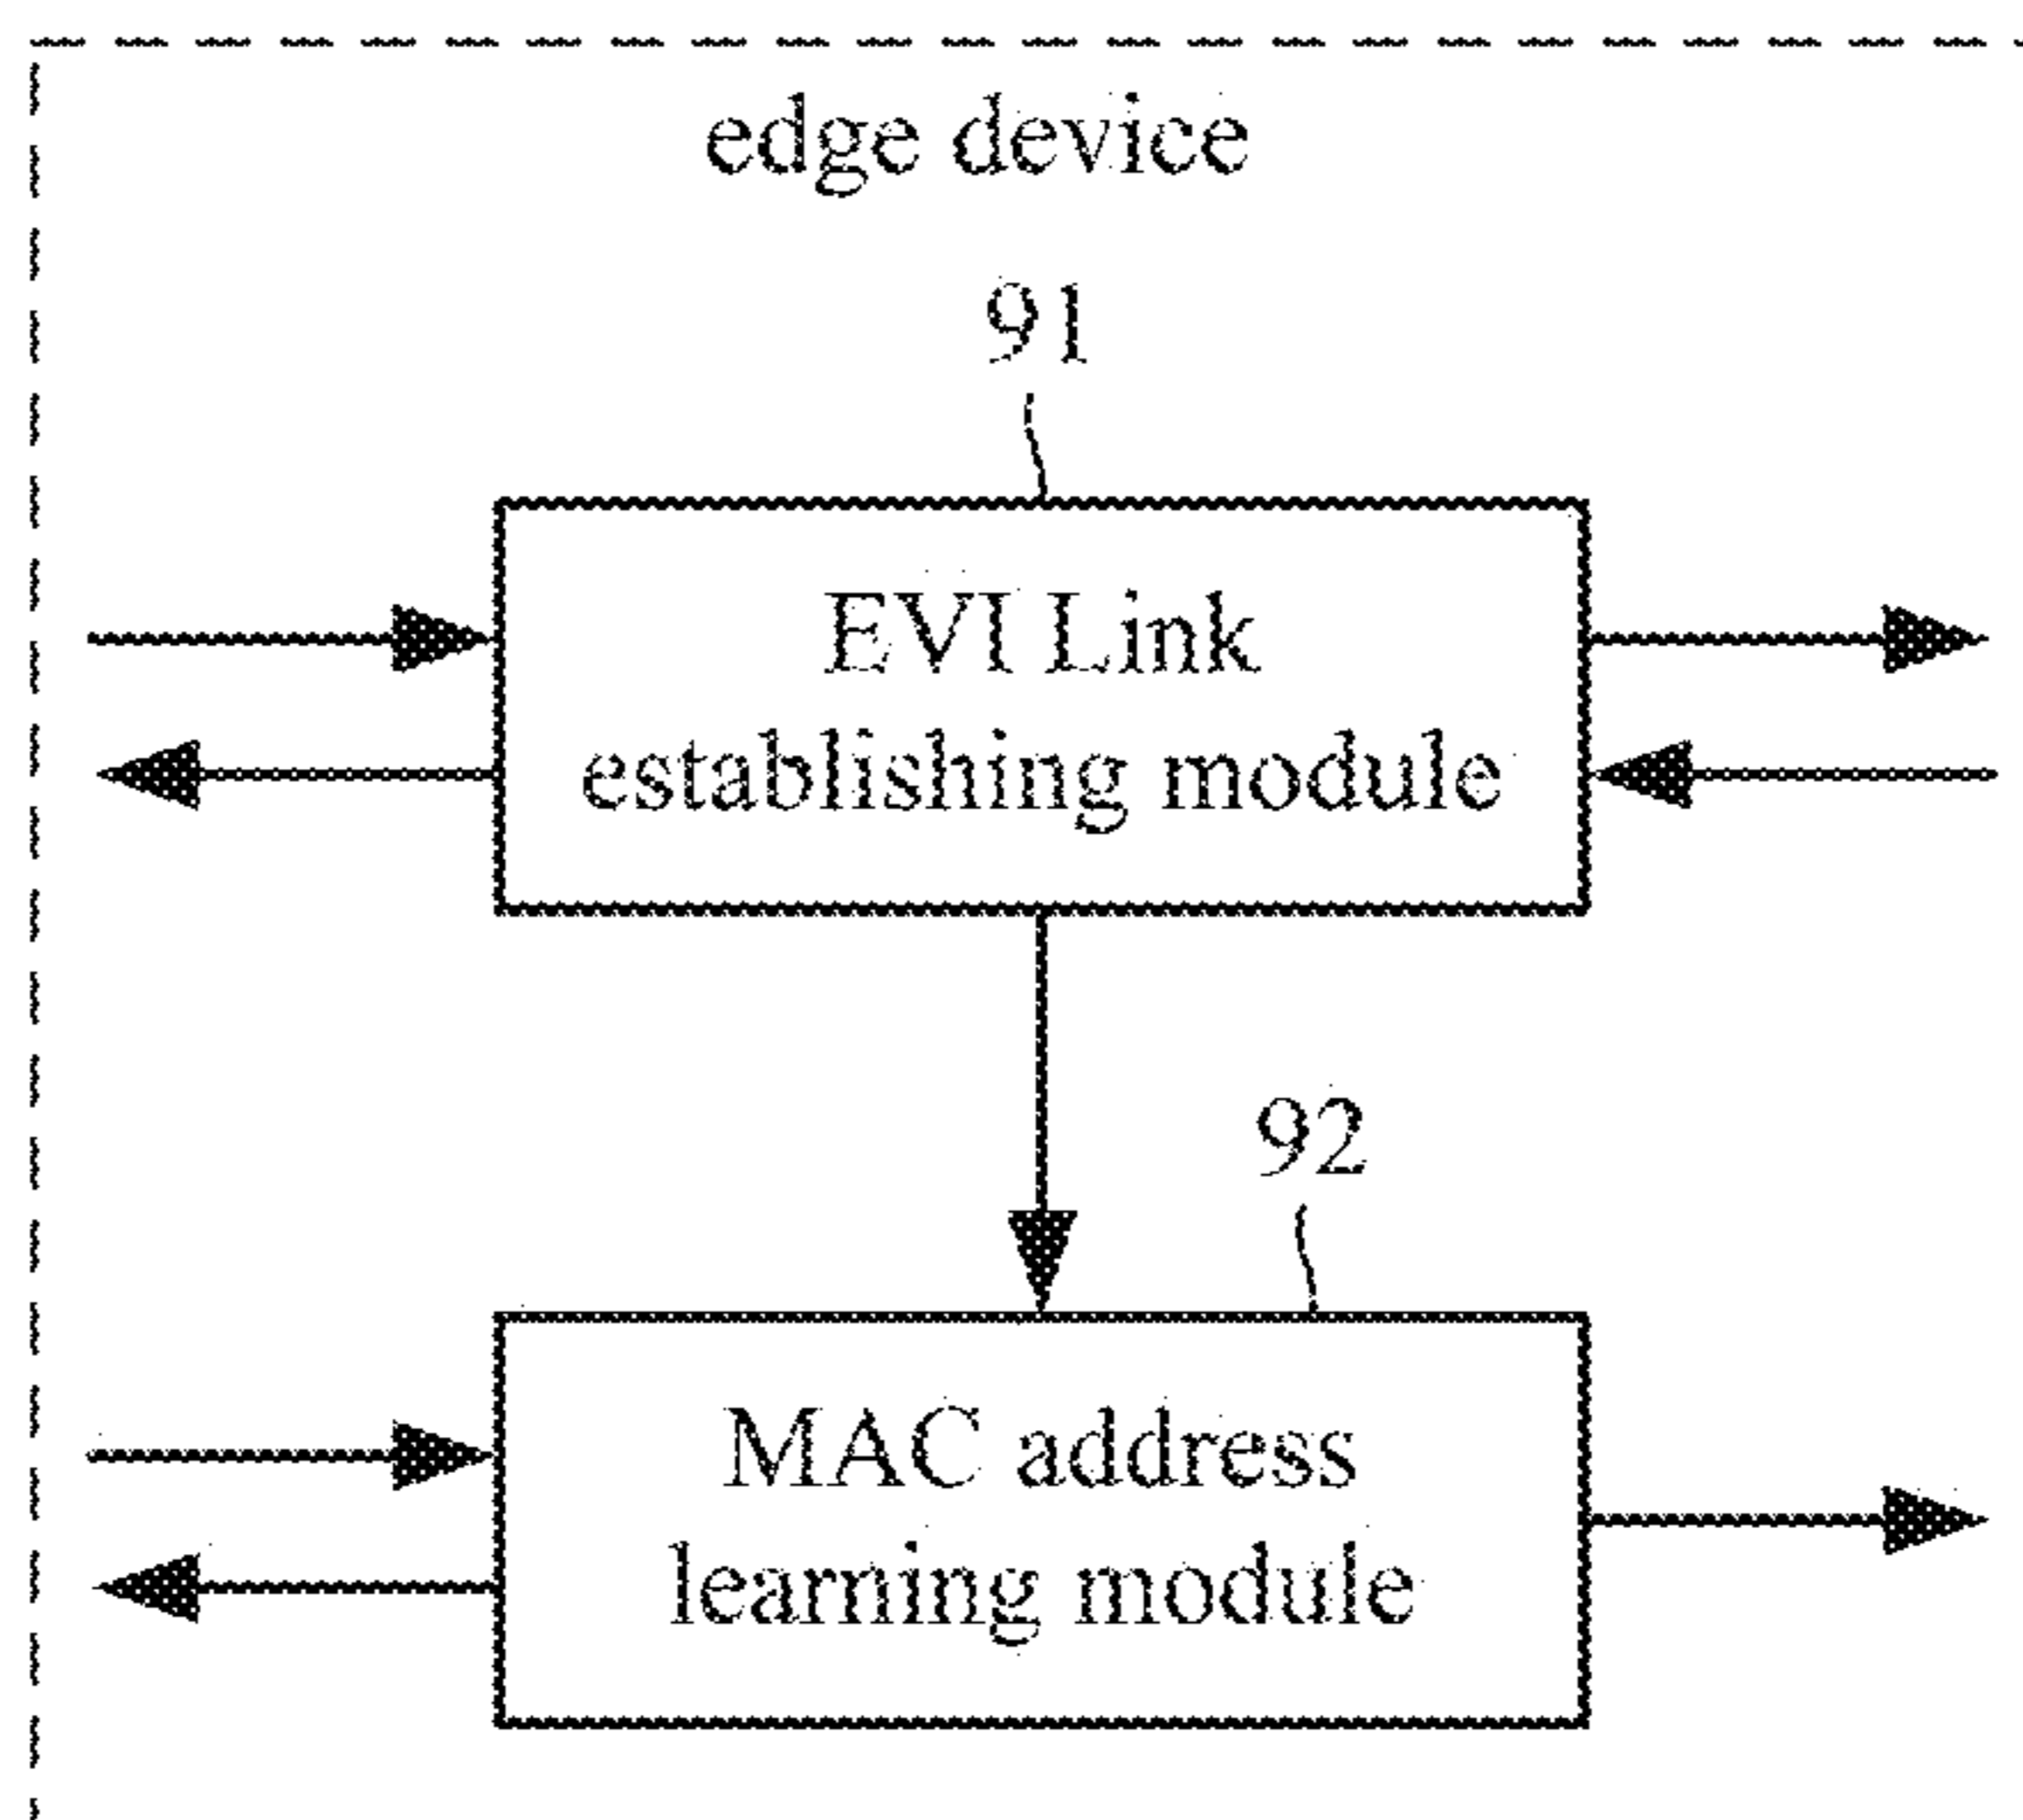 edge device
91
EVI Link
establishing module
92
MAC address
learning module